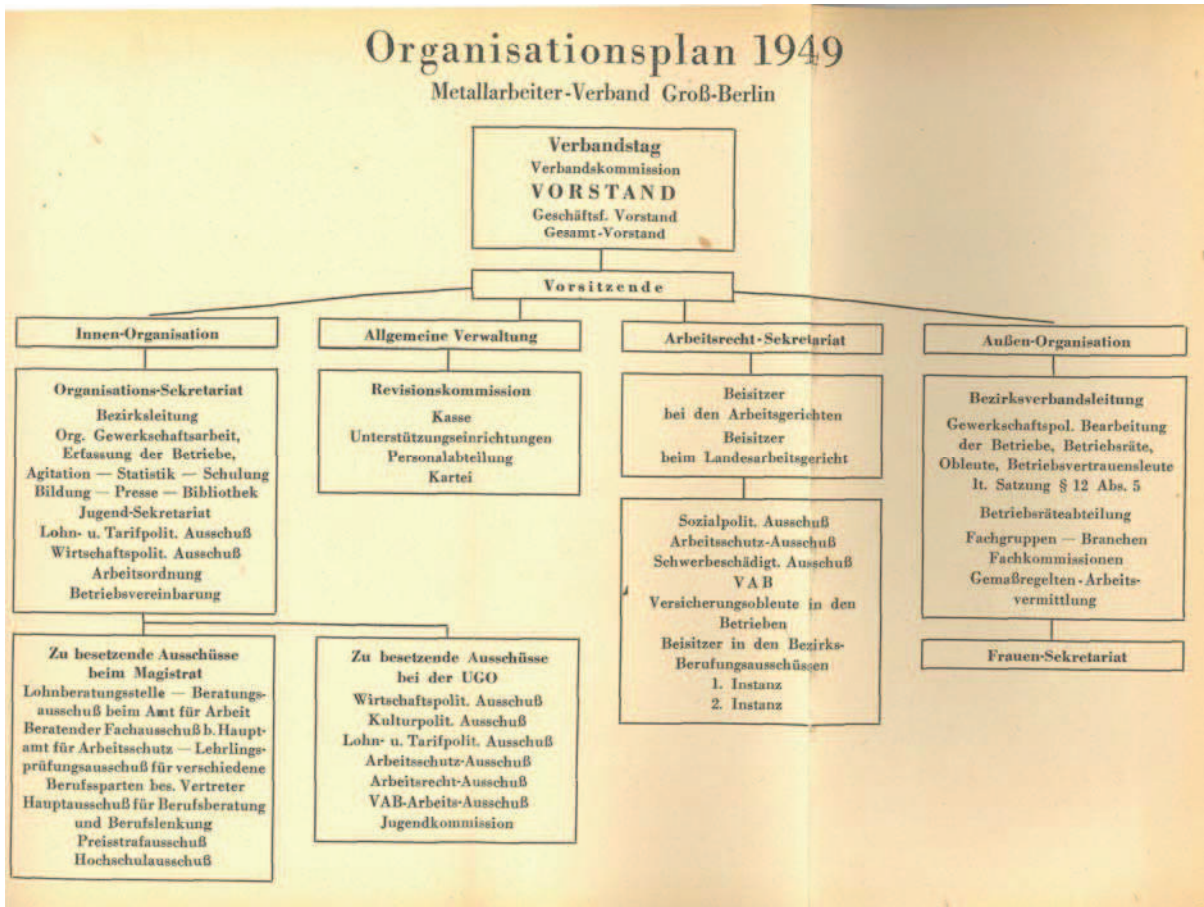 Organisationsplan 1949
Metallarbeiter-Verband Groß-Berlin
Verbandstag
Verbandskommission
VORSTAND
Geschäftsf. Vorstand
Gesamt-Vorstand
Vorsitzende
Innen-Organisation
Organisations-Sekretariat
Bezirksleitung
Org. Gewerkschaftsarbeit,
Erfassung der Betriebe,
Agitation — Statistik — Schulung
Bildung — Presse — Bibliothek
Jugend-Sekretariat
Lohn- u. Tarifpolit. Ausschuß
Wirtschaftspolit. Ausschuß
Arbeitsordnung
Betriebsvereinbarung
Zu besetzende Ausschüsse
beim Magistrat
Lohnberatungsstelle — Beratungs-
ausschuß beim Amt für Arbeit
Beratender Fachausschuß b. Haupt-
amt für Arbeitsschutz — Lehrlings-
prüfungsausschuß für verschiedene
Berufssparten bes. Vertreter
Hauptausschuß für Berufsberatung
und Berufslenkung
Preisstrafausschuß
Hochschulausschuß
Zu besetzende Ausschüsse
bei der UGO
Wirtschaftspolit. Ausschuß
Kulturpolit. Ausschuß
Lohn- u. Tarifpolit. Ausschuß
Arbeitsschutz-Ausschuß
Arbeitsrecht-Ausschuß
VAB-Arbeits-Ausschuß
Jugendkommission
Allgemeine Verwaltung
Revisionskommission
Kasse
Unterstützungseinrichtungen
Personalabteilung
Kartei
Arbeitsrecht-Sekretariat
Beisitzer
bei den Arbeitsgerichten
Beisitzer
beim Landesarbeitsgericht
Sozialpolit. Ausschuß
Arbeitsschutz-Ausschuß
Schwerbeschädigt. Ausschuß
VAB
Versicherungsobleute in den
Betrieben
Beisitzer in den Bezirks-
Berufungsausschüssen
1. Instanz
2. Instanz
Außen-Organisation
Bezirksverbandsleitung
Gewerkschaftspol. Bearbeitung
der Betriebe, Betriebsräte,
Obleute, Betriebsvertrauensleute
lt. Satzung § 12 Abs. 5
Betriebsräteabteilung
Fachgruppen — Branchen
Fachkommissionen
Gemaßregelten-Arbeits-
vermittlung
Frauen-Sekretariat